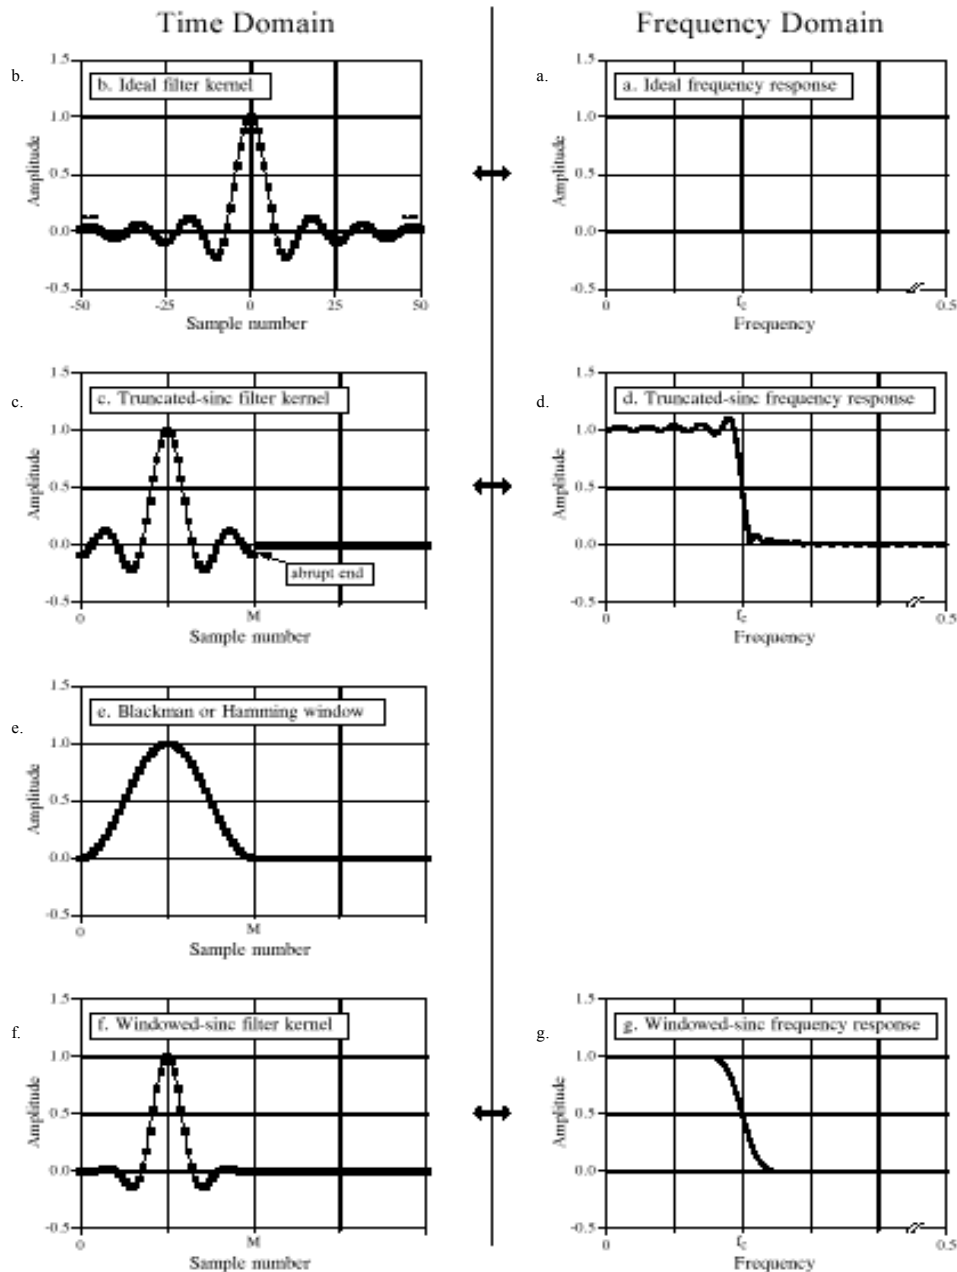 Time Domain
Frequency Domain
b.
b. Ideal filter kernel
1.5
1.0
0.5
0.0
-0.5
Amplitude
-50
-25
0
25
50
Sample number
a.
a. Ideal frequency response
1.5
1.0
0.5
0.0
-0.5
Amplitude
0
fc
0.5
Frequency
c.
c. Truncated-sinc filter kernel
1.5
1.0
0.5
0.0
-0.5
Amplitude
abrupt end
0
M
Sample number
d.
d. Truncated-sinc frequency response
1.5
1.0
0.5
0.0
-0.5
Amplitude
0
fc
0.5
Frequency
e.
e. Blackman or Hamming window
1.5
1.0
0.5
0.0
-0.5
Amplitude
0
M
Sample number
f.
f. Windowed-sinc filter kernel
1.5
1.0
0.5
0.0
-0.5
Amplitude
0
M
Sample number
g.
g. Windowed-sinc frequency response
1.5
1.0
0.5
0.0
-0.5
Amplitude
0
fc
0.5
Frequency